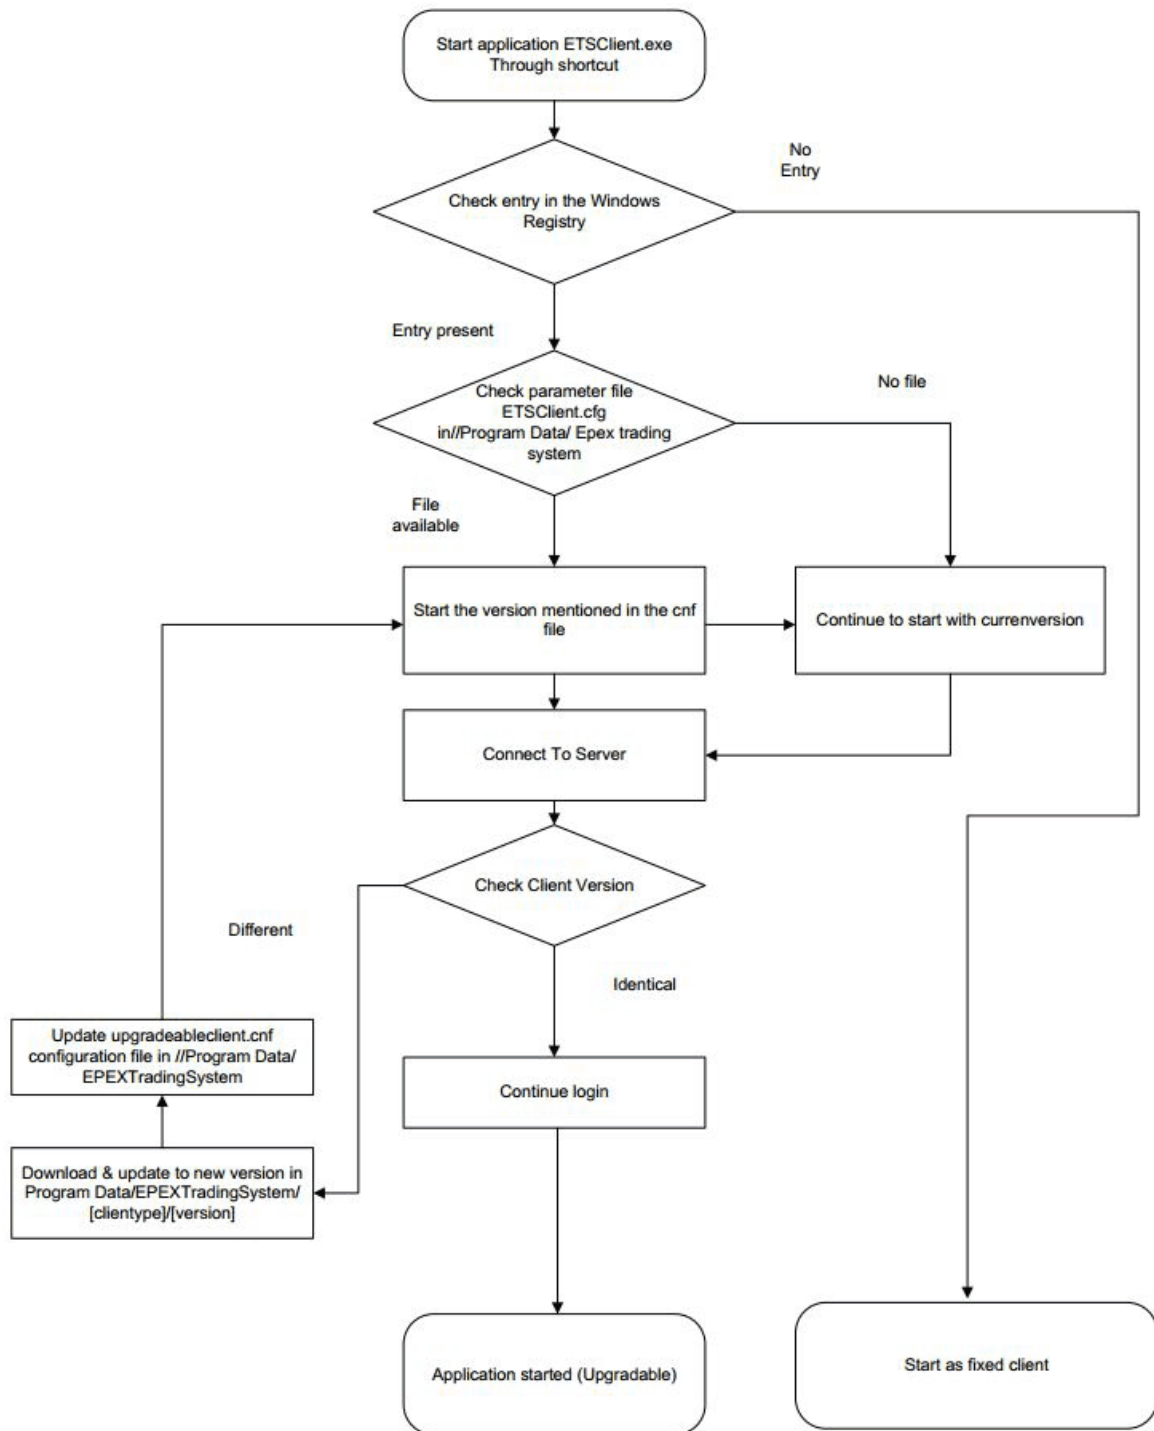 Start application ETSClient.exe
Through shortcut
No
Entry
Check entry in the Windows
Registry
Entry present
Check parameter file
ETSClient.cfg
in//Program Data/ Epex trading
system
No file
File
available
Start the version mentioned in the cnf
file
Continue to start with currenversion
Connect To Server
Check Client Version
Different
Identical
Update upgradeableclient.cnf
configuration file in //Program Data/
EPEXTradingSystem
Continue login
Download & update to new version in
Program Data/EPEXTradingSystem/
[clientype]/[version]
Application started (Upgradable)
Start as fixed client